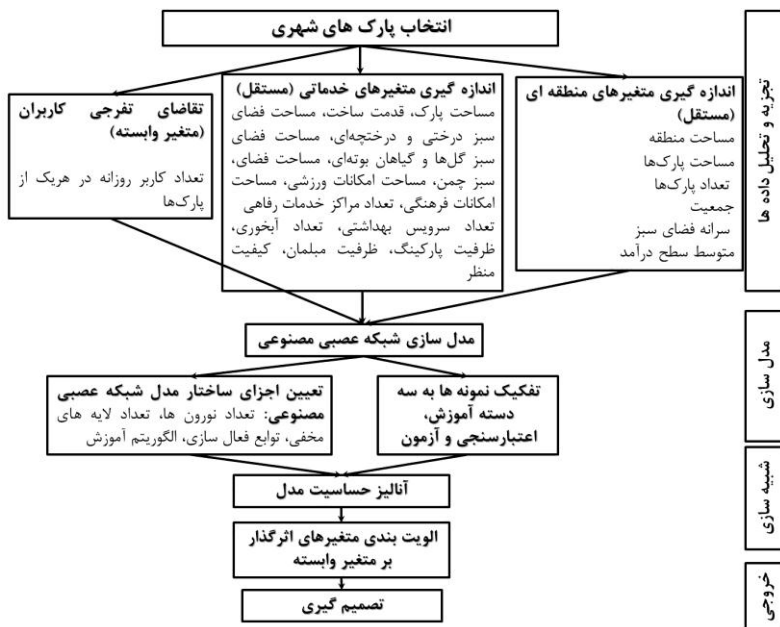 انتخاب پارک های شهری
اندازه گیری متغیرهای منطقه ای
(مستقل)
مساحت منطقه
مساحت پارک‌ها
تعداد پارک‌ها
جمعیت
سرانه فضای سبز
متوسط سطح درآمد
اندازه گیری متغیرهای خدماتی (مستقل)
مساحت پارک، قدمت ساخت، مساحت فضای
سبز درختی و درختچه‌ای، مساحت فضای
سبز گل‌ها و گیاهان بوته‌ای، مساحت فضای،
سبز چمن، مساحت امکانات ورزشی، مساحت
امکانات فرهنگی، تعداد مراکز خدمات رفاهی
تعداد سرویس بهداشتی، تعداد آبخوری،
ظرفیت پارکینگ، ظرفیت مبلمان، کیفیت
منظر
تقاضای تفرجی کاربران
(متغیر وابسته)
تعداد کاربر روزانه در هریک از
پارک‌ها
تجزیه و تحلیل داده ها
مدل سازی شبکه عصبی مصنوعی
تفکیک نمونه ها به سه
دسته آموزش،
اعتبارسنجی و آزمون
تعیین اجزای ساختار مدل شبکه عصبی
مصنوعی: تعداد نورون ها، تعداد لایه های
مخفی، توابع فعال سازی، الگوریتم آموزش
مدل سازی
آنالیز حساسیت مدل
الویت بندی متغیرهای اثرگذار
بر متغیر وابسته
شبیه سازی
تصمیم گیری
خروجی